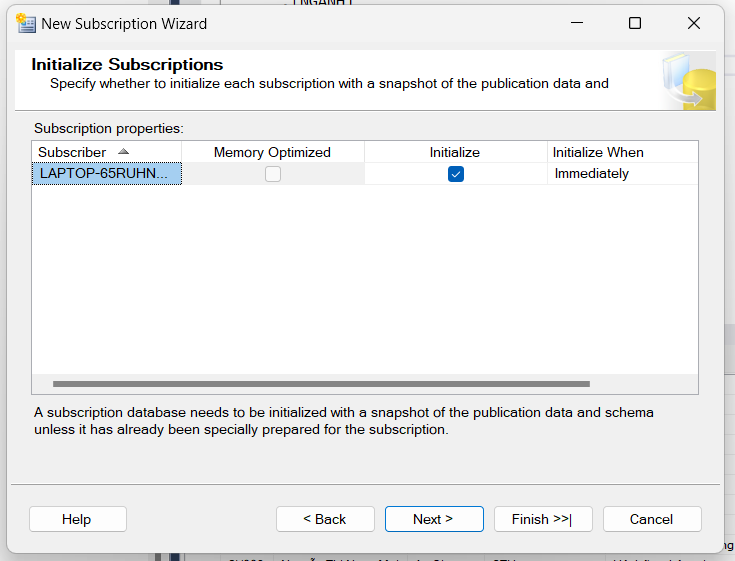 New Subscription Wizard
Initialize Subscriptions
Specify whether to initialize each subscription with a snapshot of the publication data and
Subscription properties:
Subscriber Memory Optimized Initialize Initialize When
LAPTOP-65RUHN... Immediately
A subscription database needs to be initialized with a snapshot of the publication data and schema
unless it has already been specially prepared for the subscription.
Help < Back Next > Finish >>| Cancel